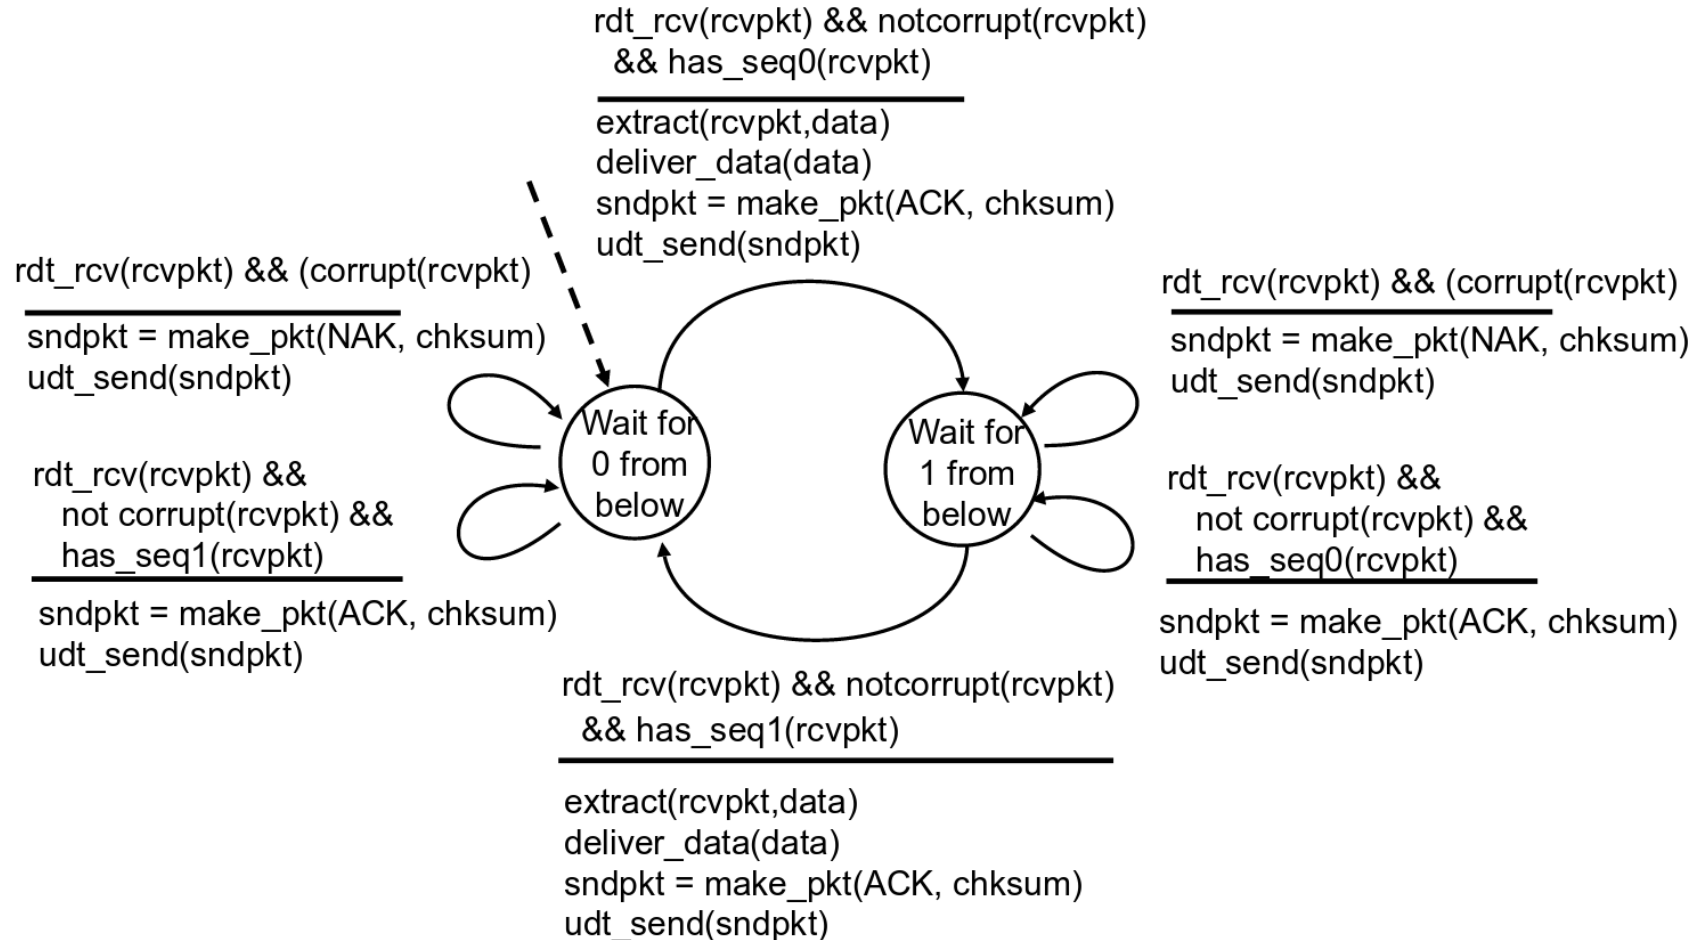 rdt_rcv(rcvpkt) && notcorrupt(rcvpkt)
&& has_seq0(rcvpkt)
extract(rcvpkt,data)
deliver_data(data)
sndpkt = make_pkt(ACK, chksum)
udt_send(sndpkt)
rdt_rcv(rcvpkt) && (corrupt(rcvpkt)
sndpkt = make_pkt(NAK, chksum)
udt_send(sndpkt)
rdt_rcv(rcvpkt) &&
not corrupt(rcvpkt) &&
has_seq1(rcvpkt)
sndpkt = make_pkt(ACK, chksum)
udt_send(sndpkt)
Wait for
0 from
below
Wait for
1 from
below
rdt_rcv(rcvpkt) && (corrupt(rcvpkt)
sndpkt = make_pkt(NAK, chksum)
udt_send(sndpkt)
rdt_rcv(rcvpkt) &&
not corrupt(rcvpkt) &&
has_seq0(rcvpkt)
sndpkt = make_pkt(ACK, chksum)
udt_send(sndpkt)
rdt_rcv(rcvpkt) && notcorrupt(rcvpkt)
&& has_seq1(rcvpkt)
extract(rcvpkt,data)
deliver_data(data)
sndpkt = make_pkt(ACK, chksum)
udt_send(sndpkt)